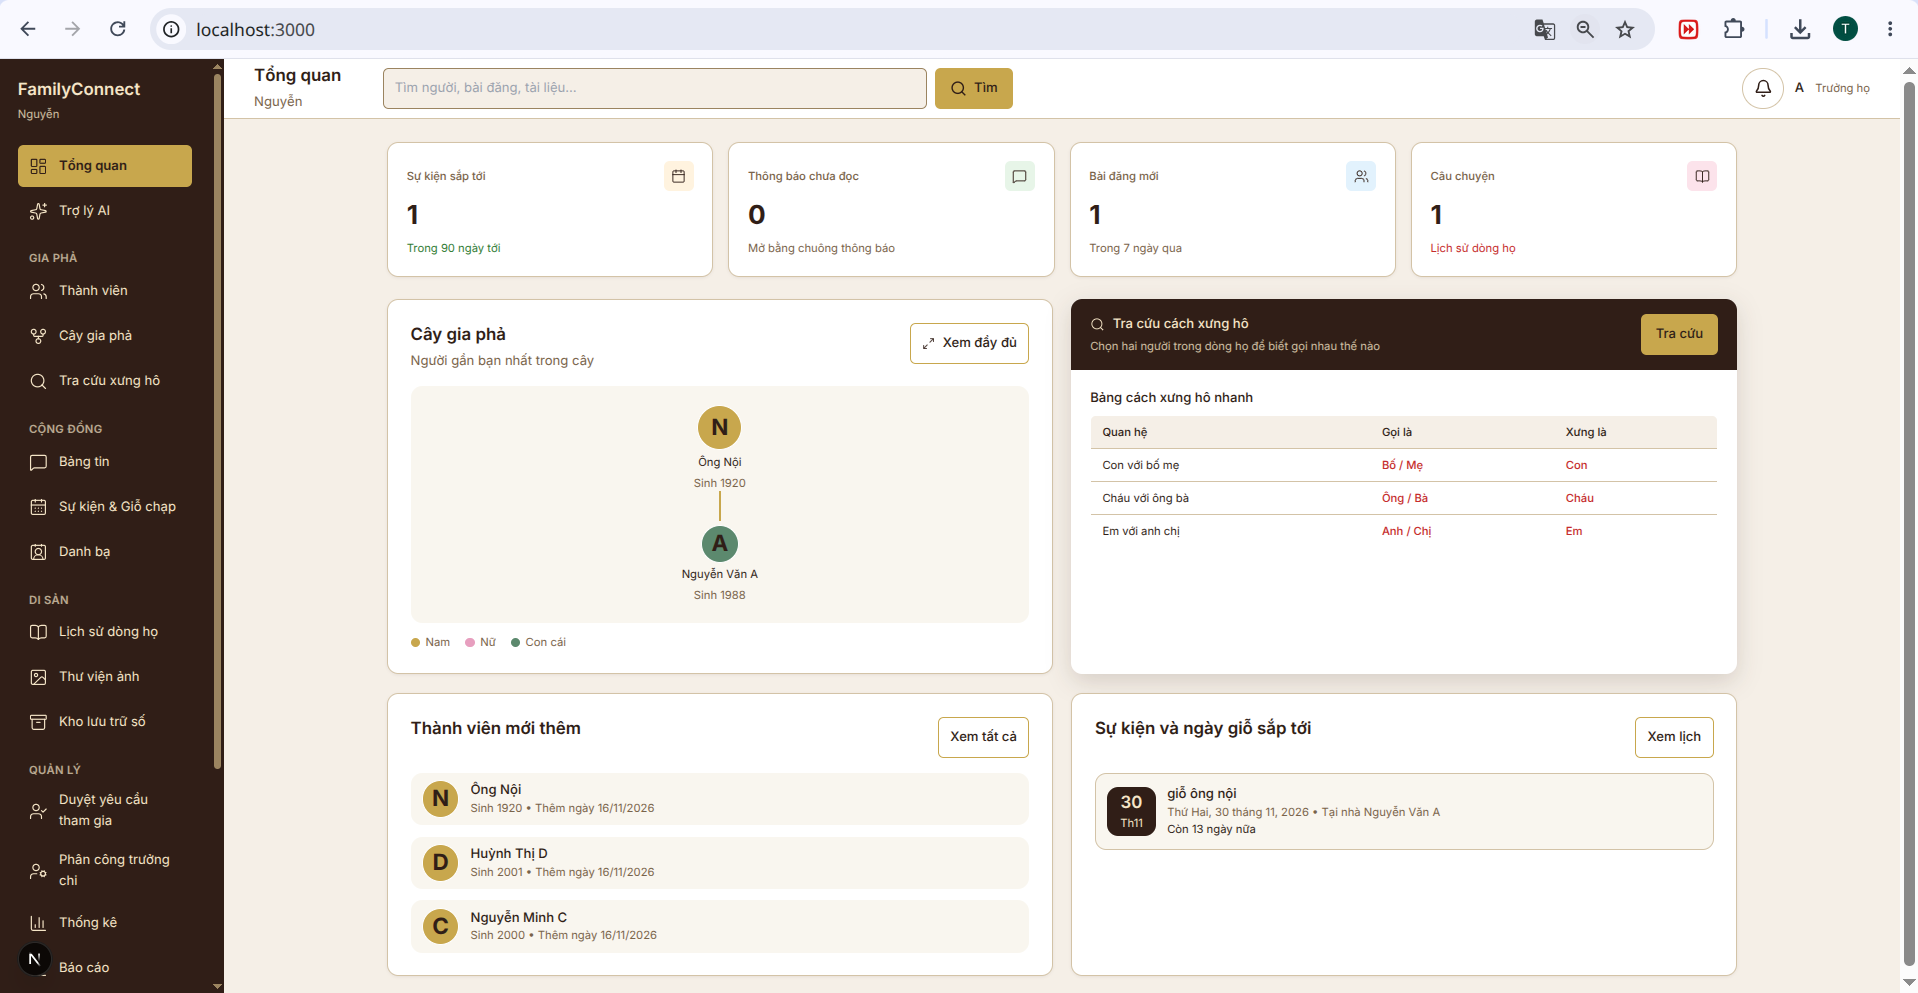 localhost:3000
T
FamilyConnect
Nguyễn
Tổng quan
Trợ lý AI
GIA PHẢ
Thành viên
Cây gia phả
Tra cứu xưng hô
CỘNG ĐỒNG
Bảng tin
Sự kiện & Giỗ chạp
Danh bạ
DI SẢN
Lịch sử dòng họ
Thư viện ảnh
Kho lưu trữ số
QUẢN LÝ
Duyệt yêu cầu
tham gia
Phân công trưởng
chi
Thống kê
N
Báo cáo
Tổng quan
Nguyễn
Tìm người, bài đăng, tài liệu...
Tìm
A Trưởng họ
Sự kiện sắp tới
1
Trong 90 ngày tới
Thông báo chưa đọc
0
Mở bằng chuông thông báo
Bài đăng mới
1
Trong 7 ngày qua
Câu chuyện
1
Lịch sử dòng họ
Cây gia phả
Người gần bạn nhất trong cây
Xem đầy đủ
N
Ông Nội
Sinh 1920
A
Nguyễn Văn A
Sinh 1988
Nam Nữ Con cái
Tra cứu cách xưng hô
Chọn hai người trong dòng họ để biết gọi nhau thế nào
Tra cứu
Bảng cách xưng hô nhanh
Quan hệ Gọi là Xưng là
Con với bố mẹ Bố / Mẹ Con
Cháu với ông bà Ông / Bà Cháu
Em với anh chị Anh / Chị Em
Thành viên mới thêm
Xem tất cả
N
Ông Nội
Sinh 1920 • Thêm ngày 16/11/2026
D
Huỳnh Thị D
Sinh 2001 • Thêm ngày 16/11/2026
C
Nguyễn Minh C
Sinh 2000 • Thêm ngày 16/11/2026
Sự kiện và ngày giỗ sắp tới
Xem lịch
30
Th11
giỗ ông nội
Thứ Hai, 30 tháng 11, 2026 • Tại nhà Nguyễn Văn A
Còn 13 ngày nữa